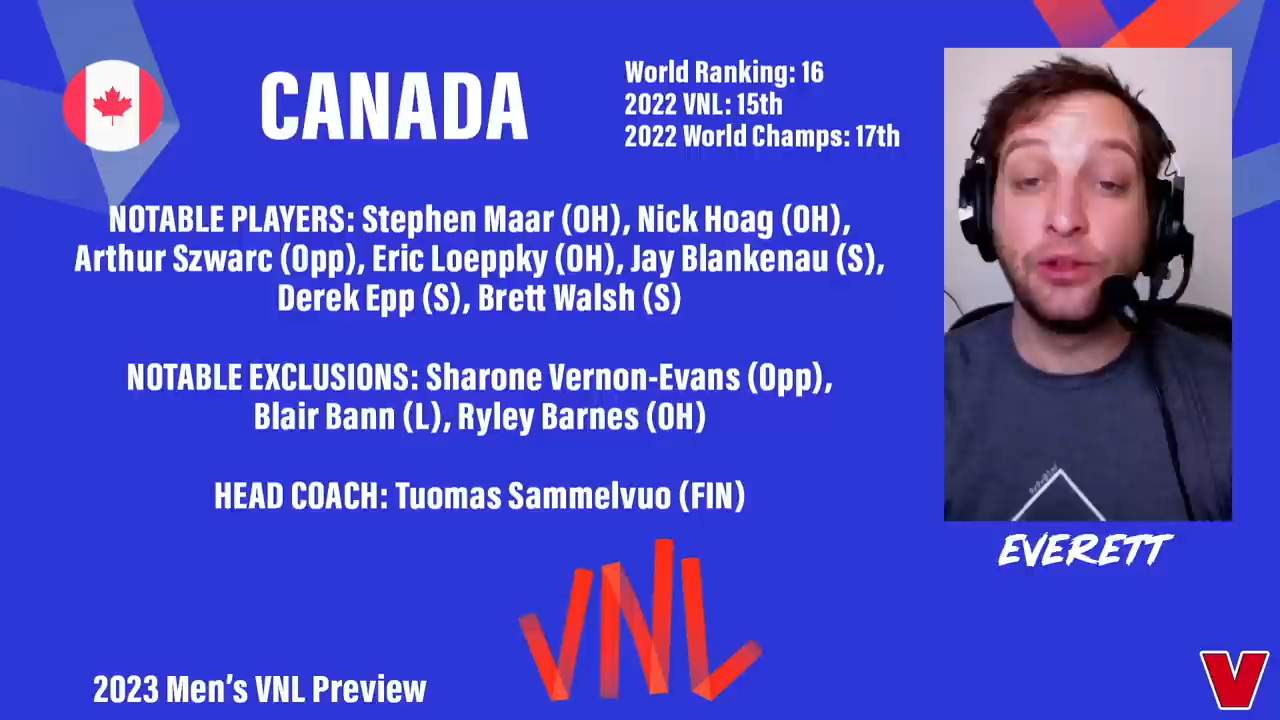 CANADA
World Ranking: 16
2022 VNL: 15th
2022 World Champs: 17th
NOTABLE PLAYERS: Stephen Maar (OH), Nick Hoag (OH),
Arthur Szwarc (Opp), Eric Loeppky (OH), Jay Blankenau (S),
Derek Epp (S), Brett Walsh (S)
NOTABLE EXCLUSIONS: Sharone Vernon-Evans (Opp),
Blair Bann (L), Ryley Barnes (OH)
HEAD COACH: Tuomas Sammelvuo (FIN)
EVERETT
VNL
2023 Men's VNL Preview
V